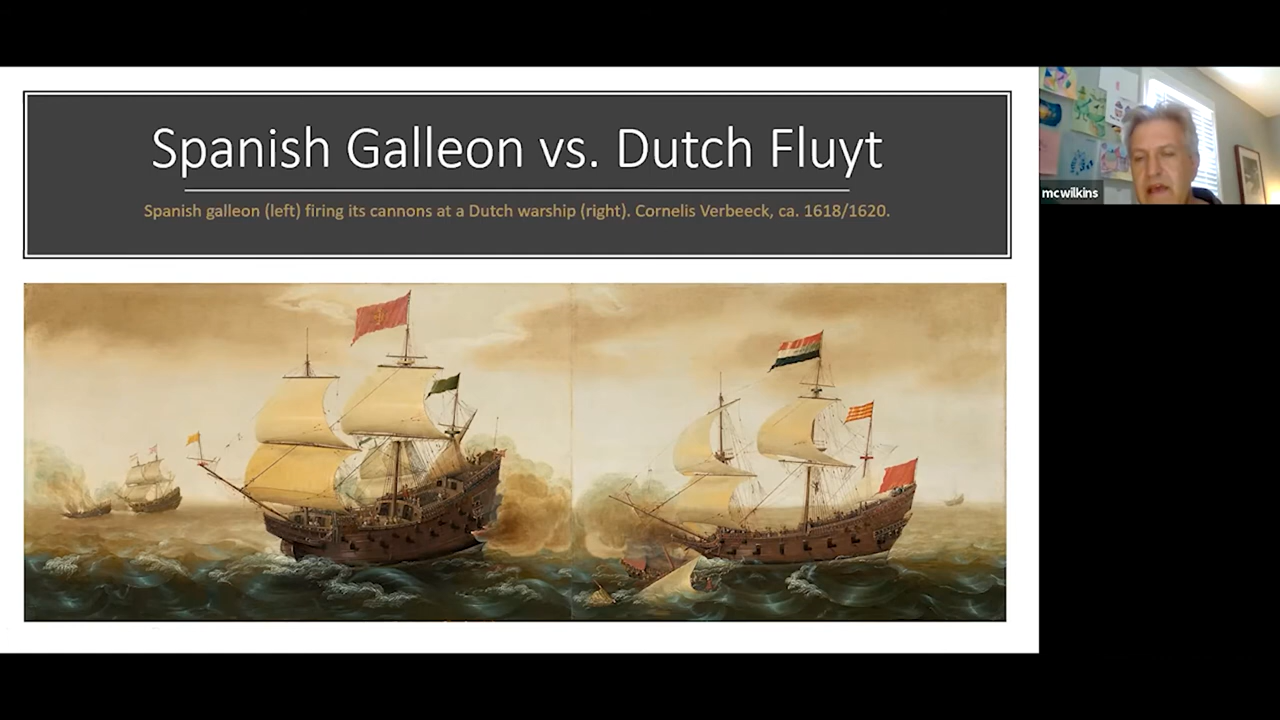 Spanish Galleon vs. Dutch Fluyt
Spanish galleon (left) firing its cannons at a Dutch warship (right). Cornelis Verbeeck, ca. 1618/1620.
mcwilkins